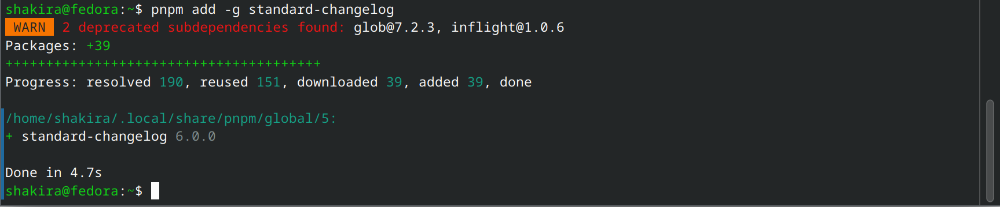 shakira@fedora:~$ pnpm add -g standard-changelog
WARN 2 deprecated subdependencies found: glob@7.2.3, inflight@1.0.6
Packages: +39
+++++++++++++++++++++++++++++++++++++++
Progress: resolved 190, reused 151, downloaded 39, added 39, done
/home/shakira/.local/share/pnpm/global/5:
+ standard-changelog 6.0.0
Done in 4.7s
shakira@fedora:~$